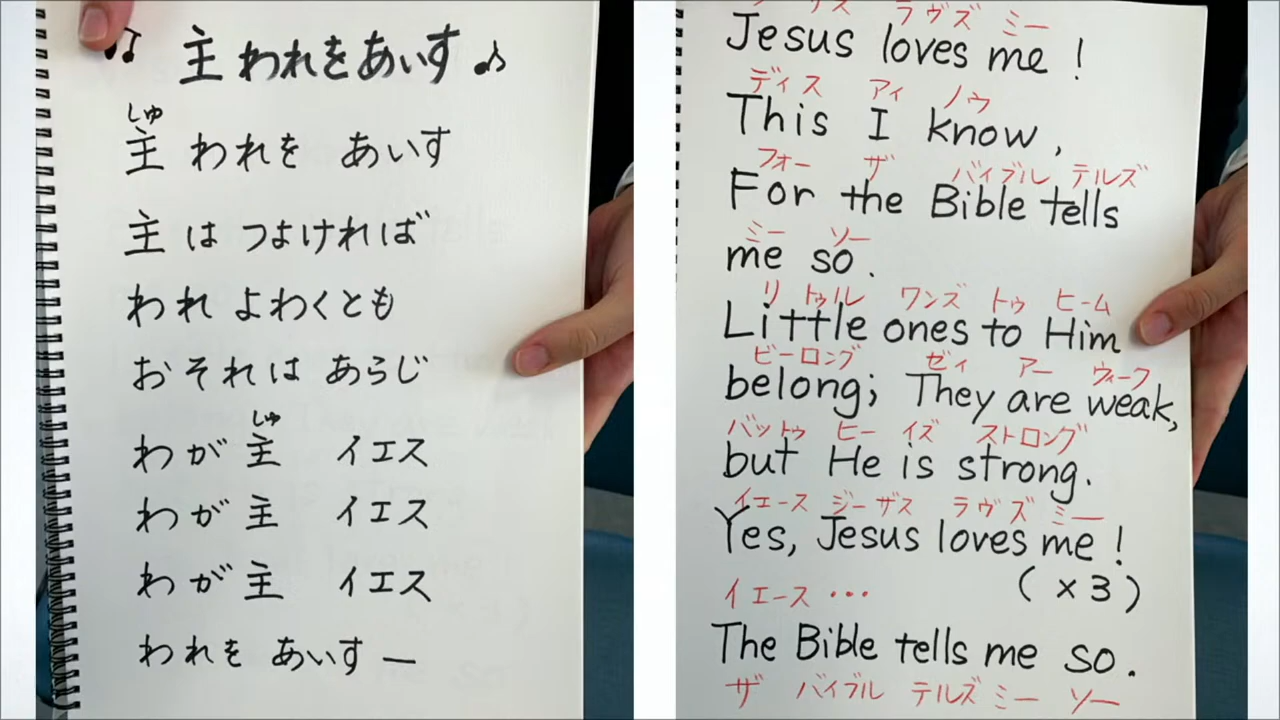 ♪♫ 主 われをあいす ♪
しゅ
主 われを あいす
主 は つよければ
われ よわくとも
おそれは あらじ
しゅ
わが 主 イエス
わが 主 イエス
わが 主 イエス
われを あいす ー
ラヴズ ミー
Jesus loves me !
ディス アイ ノウ
This I know,
フォー ザ バイブル テルズ
For the Bible tells
ミー ソー
me so.
リトゥル ワンズ トゥ ヒーム
Little ones to Him
ビーロング ゼイ アー ウィーク
belong; They are weak,
バットゥ ヒー イズ ストロング
but He is strong.
イエース ジーザス ラヴズ ミー
Yes, Jesus loves me !
イエース ・・・ ( × 3 )
The Bible tells me so.
ザ バイブル テルズ ミー ソー